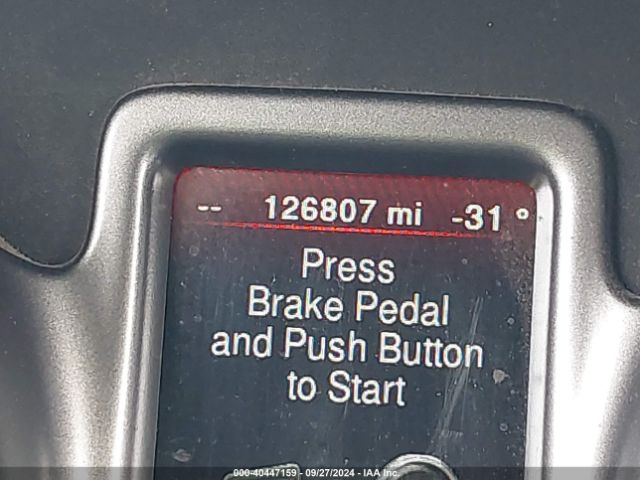 -- 126807 mi -31 °
Press
Brake Pedal
and Push Button
to Start
000-40447159 - 09/27/2024 - IAA Inc.